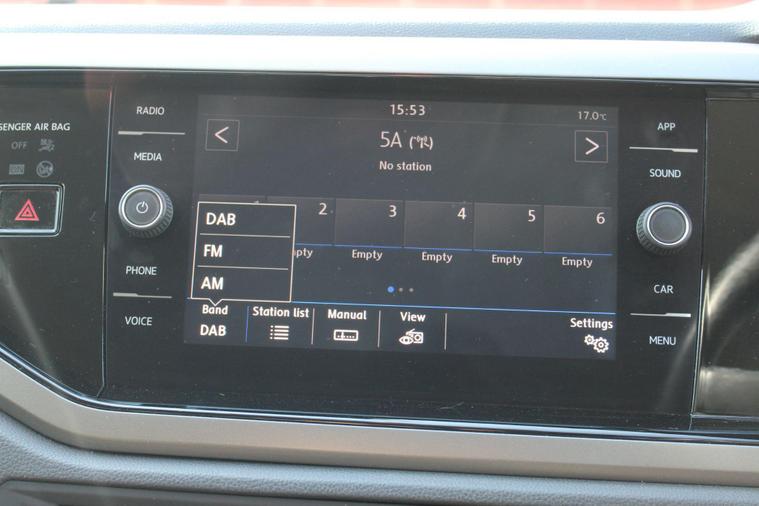 SENGER AIR BAG
OFF
ON
RADIO
MEDIA
PHONE
VOICE
15:53
17.0°C
<
5A
>
No station
2
3
4
5
6
pty
Empty
Empty
Empty
Empty
DAB
FM
AM
Band
DAB
Station list
Manual
View
Settings
APP
SOUND
CAR
MENU